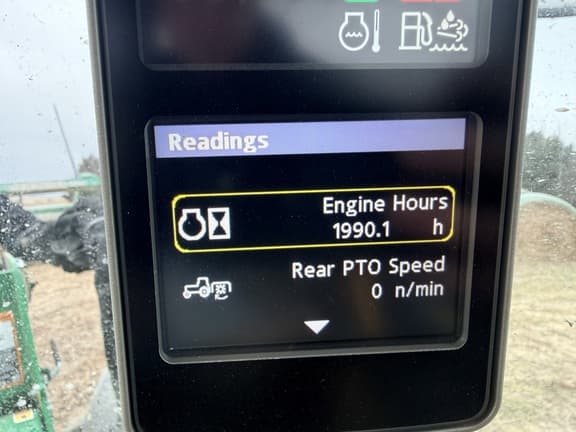 Readings
Engine Hours
1990.1 h
Rear PTO Speed
0 n/min